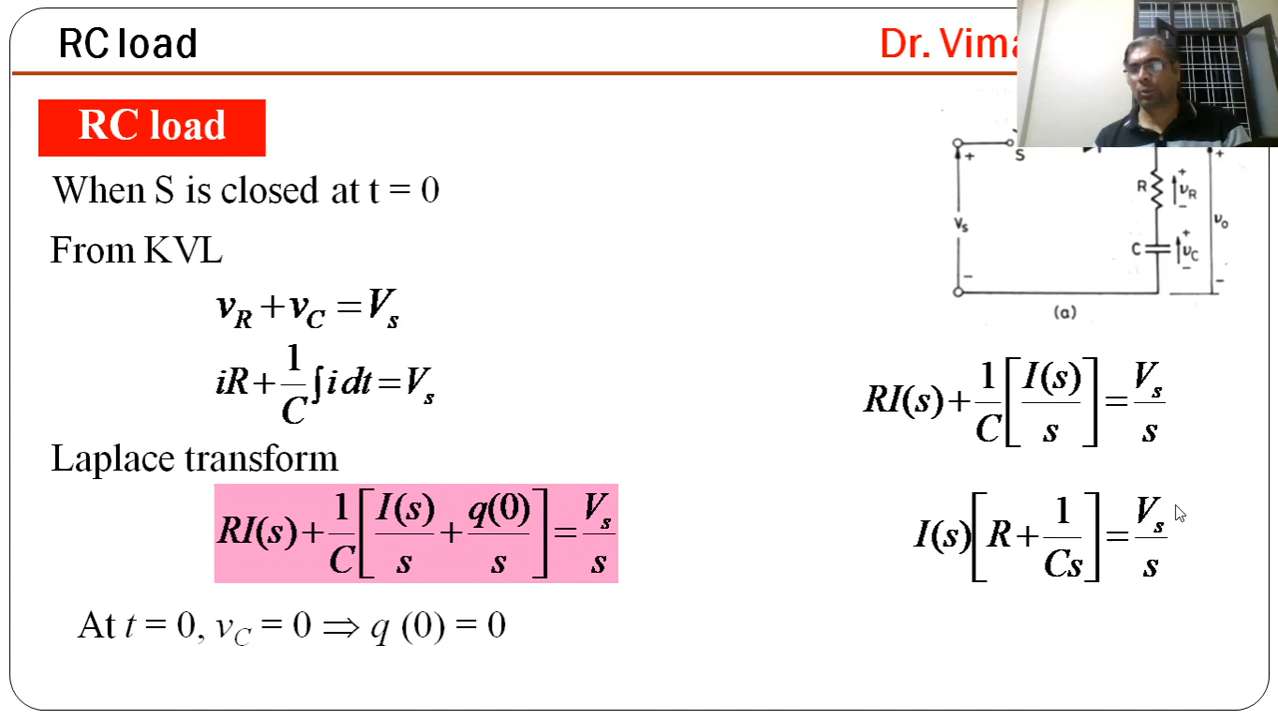 RC load
Dr. Vima
RC load
When S is closed at t = 0
From KVL
v_R + v_C = V_s
iR + 1/C ∫ i dt = V_s
Laplace transform
RI(s) + 1/C [ I(s)/s + q(0)/s ] = V_s/s
At t = 0, v_C = 0 ⇒ q (0) = 0
+ S
V_s
−
R + v_R −
C + v_C −
+ v_o −
(a)
RI(s) + 1/C [ I(s)/s ] = V_s/s
I(s) [ R + 1/Cs ] = V_s/s